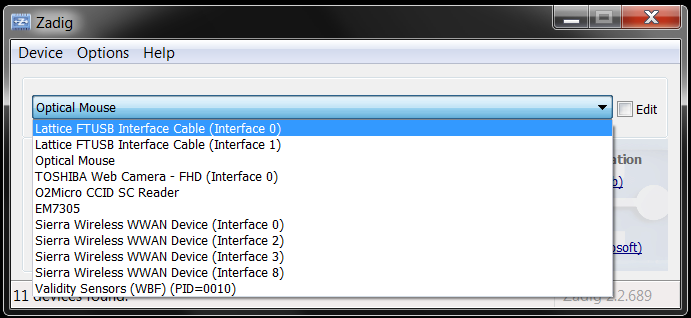 Zadig
Device Options Help
Optical Mouse Edit
Lattice FTUSB Interface Cable (Interface 0)
Lattice FTUSB Interface Cable (Interface 1)
Optical Mouse
TOSHIBA Web Camera - FHD (Interface 0)
O2Micro CCID SC Reader
EM7305
Sierra Wireless WWAN Device (Interface 0)
Sierra Wireless WWAN Device (Interface 2)
Sierra Wireless WWAN Device (Interface 3)
Sierra Wireless WWAN Device (Interface 8)
Validity Sensors (WBF) (PID=0010)
11 devices found. Zadig 2.2.689